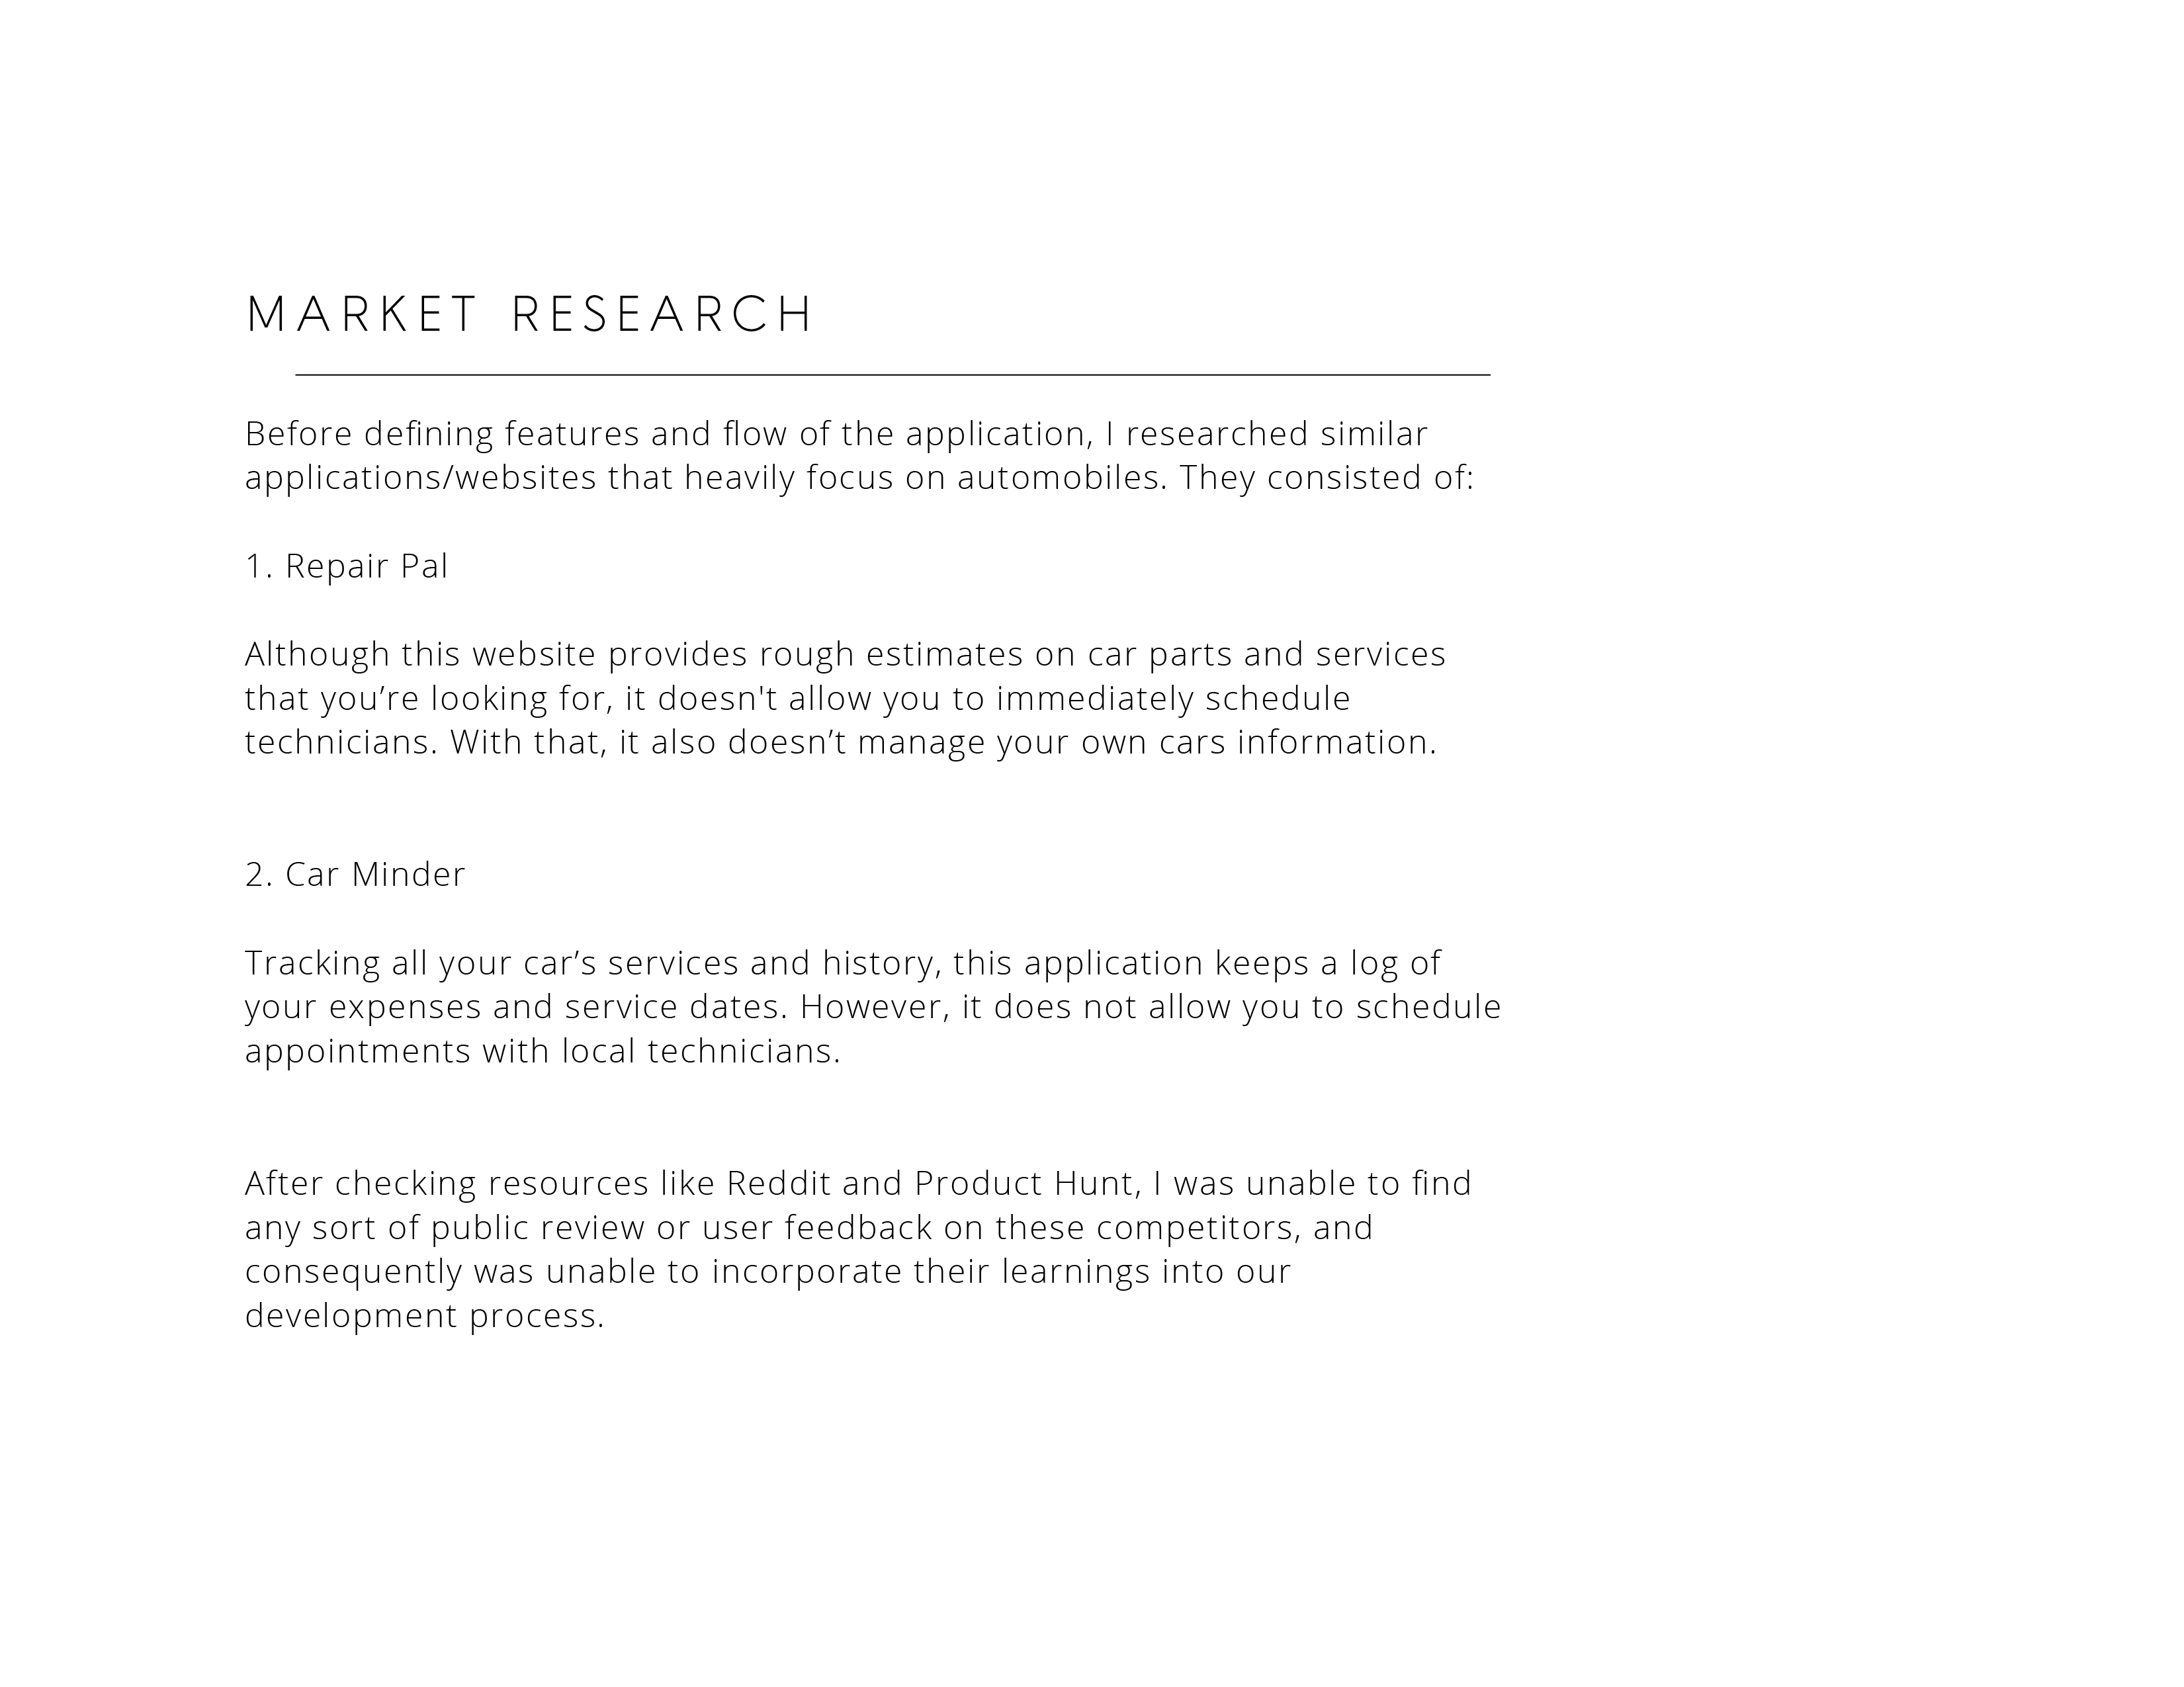 MARKET RESEARCH
Before defining features and flow of the application, I researched similar
applications/websites that heavily focus on automobiles. They consisted of:
1. Repair Pal
Although this website provides rough estimates on car parts and services
that you’re looking for, it doesn't allow you to immediately schedule
technicians. With that, it also doesn’t manage your own cars information.
2. Car Minder
Tracking all your car’s services and history, this application keeps a log of
your expenses and service dates. However, it does not allow you to schedule
appointments with local technicians.
After checking resources like Reddit and Product Hunt, I was unable to find
any sort of public review or user feedback on these competitors, and
consequently was unable to incorporate their learnings into our
development process.